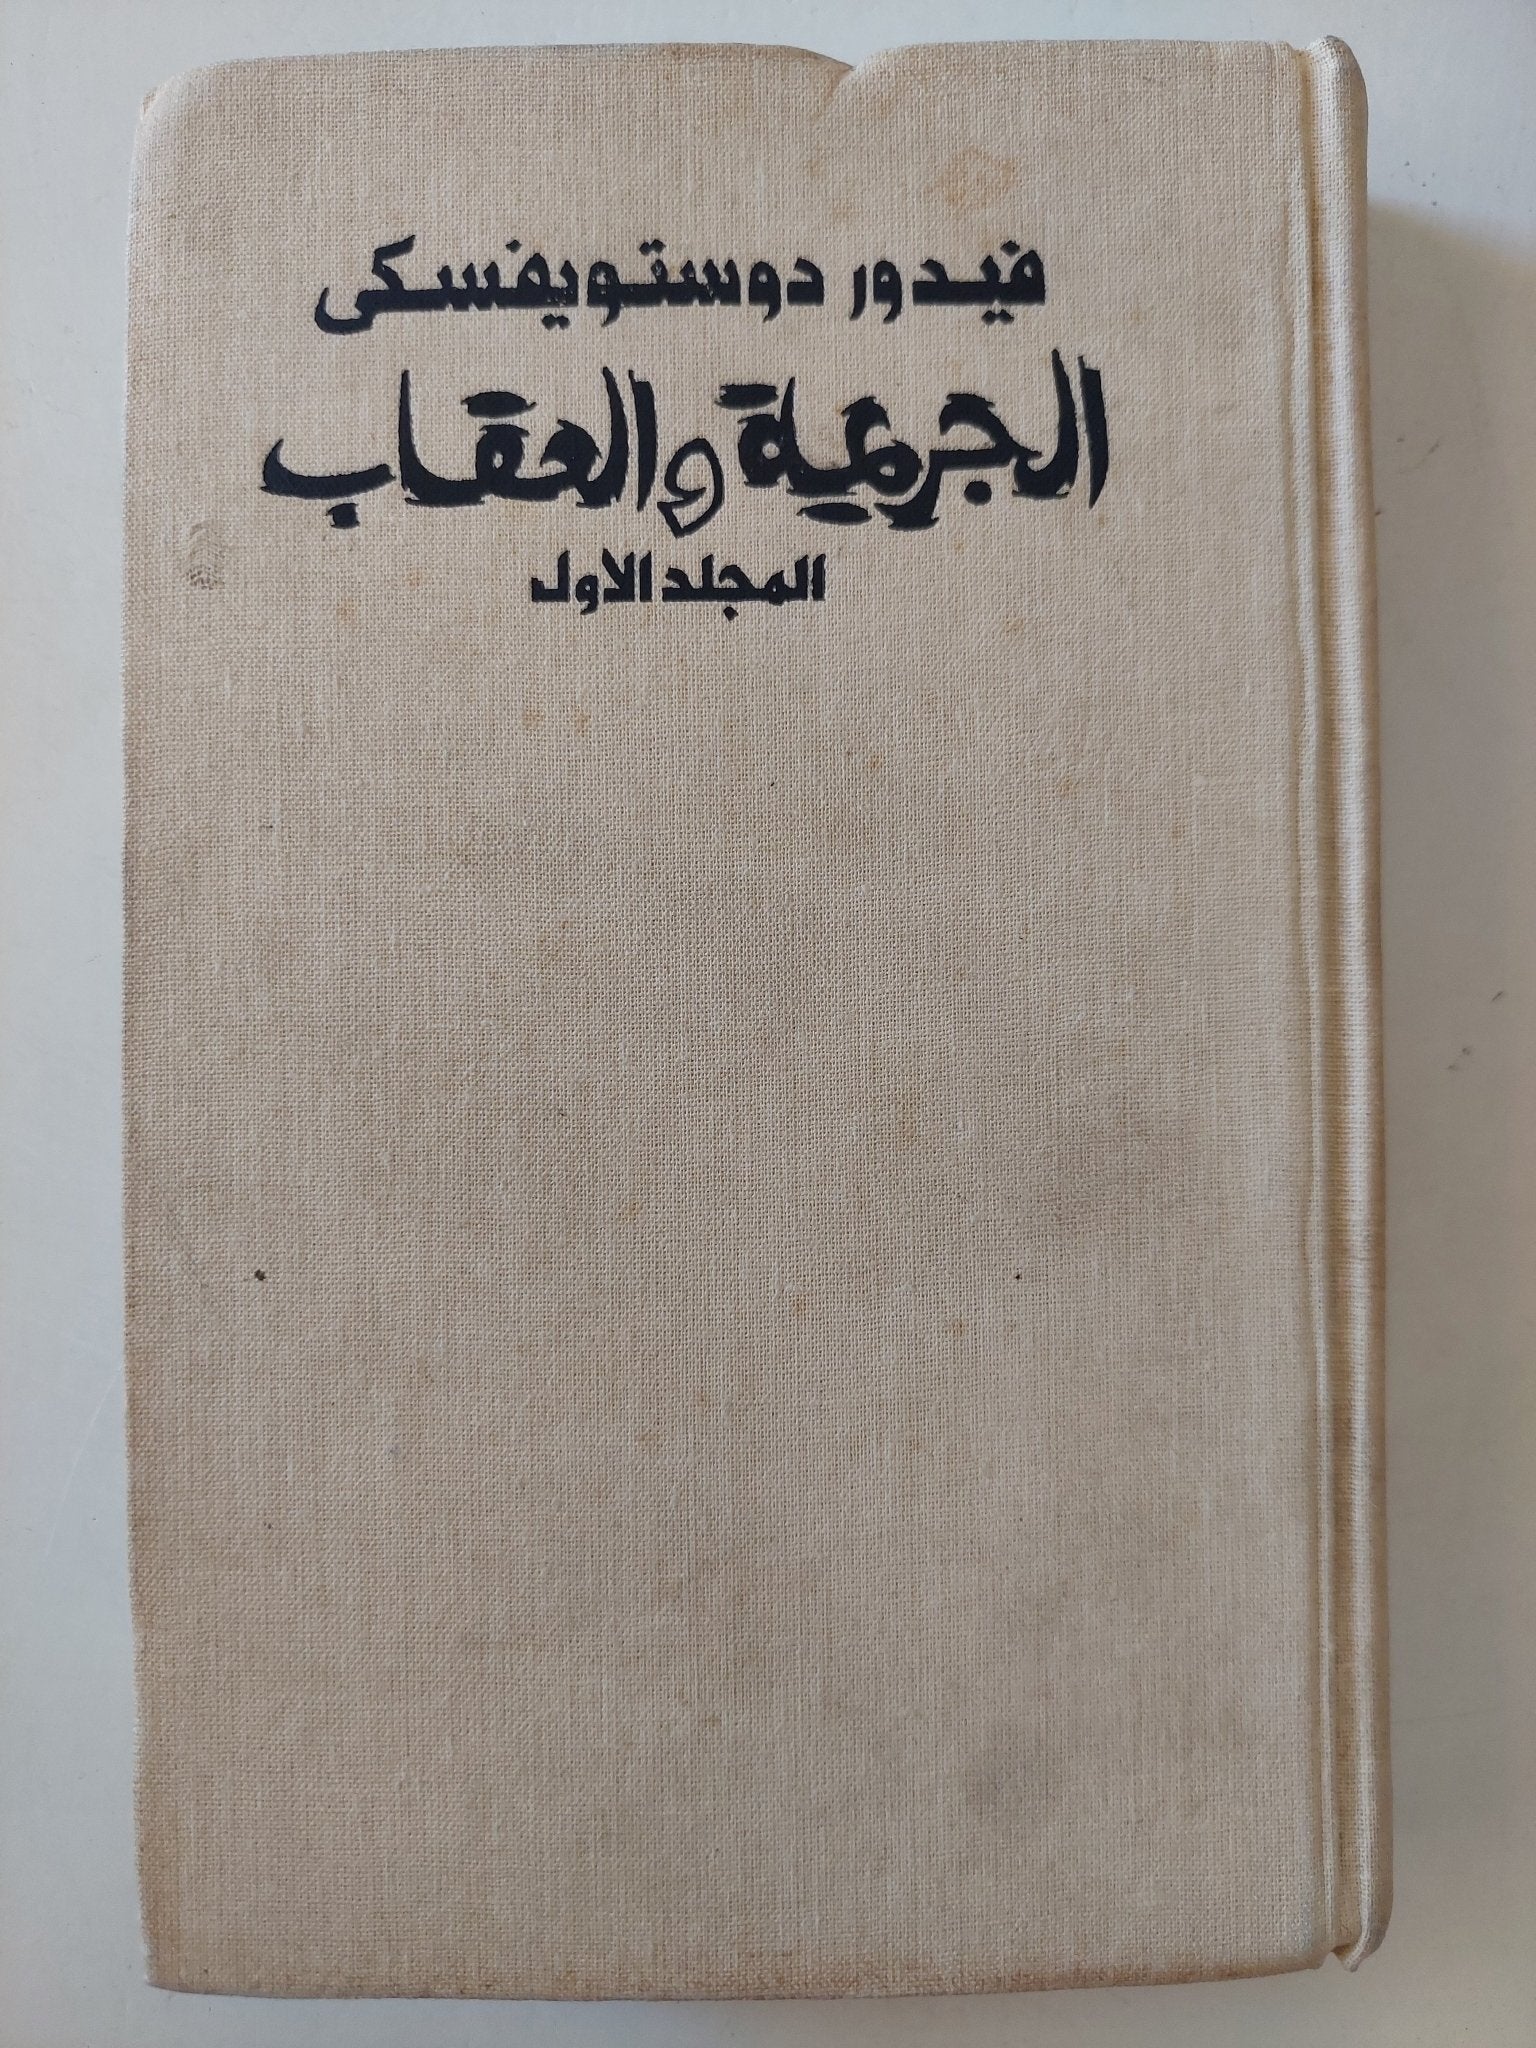 فيدور دوستويفسكى
الجريمة والعقاب
المجلد الاول